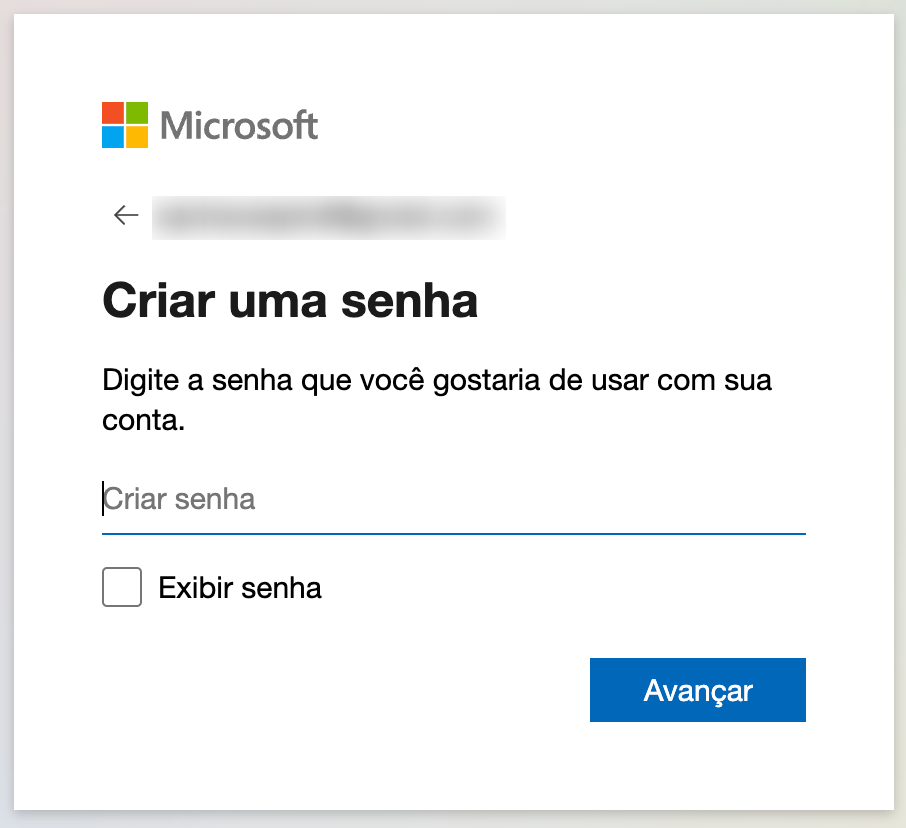 Microsoft
Criar uma senha
Digite a senha que você gostaria de usar com sua
conta.
Criar senha
Exibir senha
Avançar